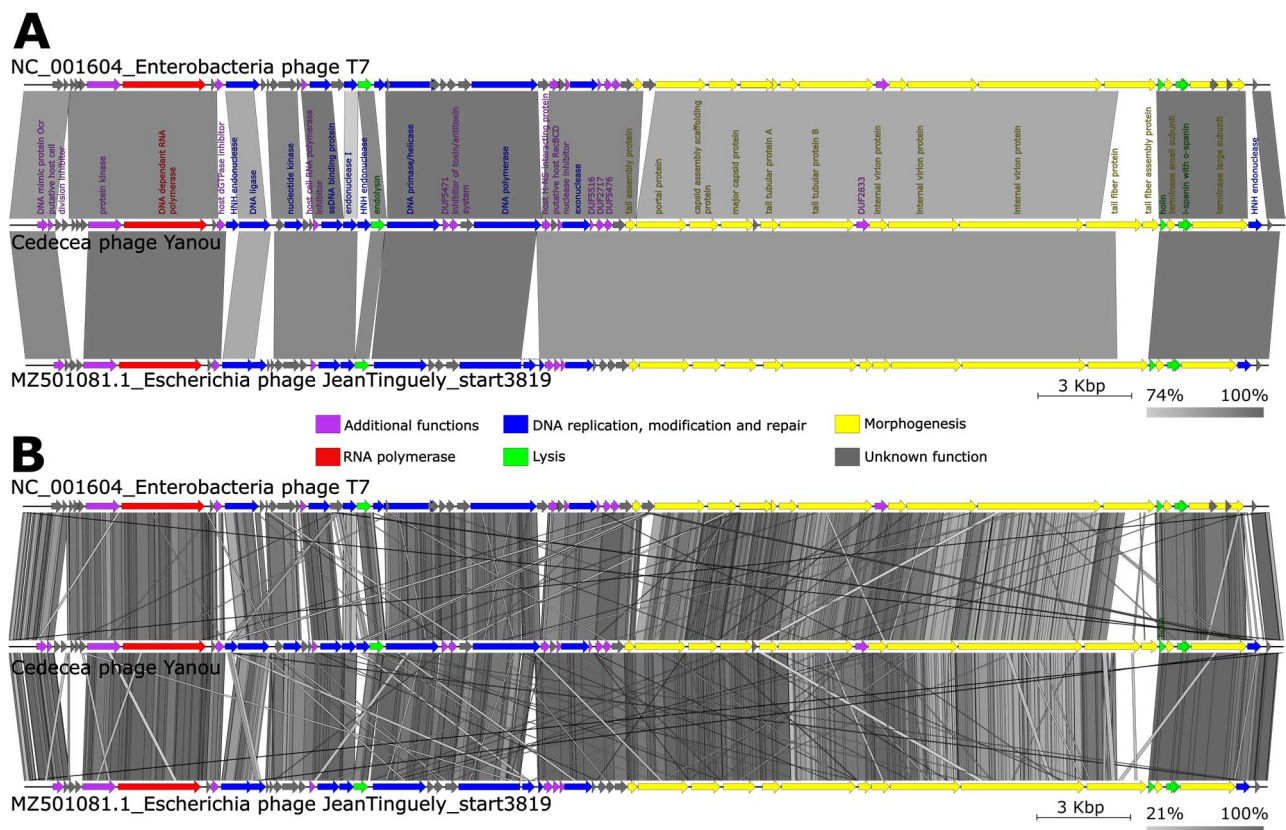 A
NC_001604_Enterobacteria phage T7
DNA mimic protein Ocr
putative host cell
division inhibitor
protein kinase
DNA dependant RNA
polymerase
host dGTPase inhibitor
HNH endonuclease
DNA ligase
nucleotide kinase
host cell RNA polymerase
inhibitor
ssDNA binding protein
endonuclease I
HNH endonuclease
endolysin
DNA primase/helicase
DUF5471
Inhibitor of toxin/antitoxin
system
DNA polymerase
host H-NS-interacting protein
putative host RecBCD
nuclease inhibitor
exonuclease
DUF5516
DUF2717
DUF5476
tail assembly protein
portal protein
capsid assembly scaffolding
protein
major capsid protein
tail tubular protein A
tail tubular protein B
DUF2833
Internal virion protein
Internal virion protein
Internal virion protein
tail fiber protein
tail fiber assembly protein
holin
terminase small subunit
I-spanin with o-spanin
terminase large subunit
HNH endonuclease
Cedecea phage Yanou
MZ501081.1_Escherichia phage JeanTinguely_start3819
3 Kbp
74% 100%
Additional functions
DNA replication, modification and repair
Morphogenesis
RNA polymerase
Lysis
Unknown function
B
NC_001604_Enterobacteria phage T7
Cedecea phage Yanou
MZ501081.1_Escherichia phage JeanTinguely_start3819
3 Kbp
21% 100%